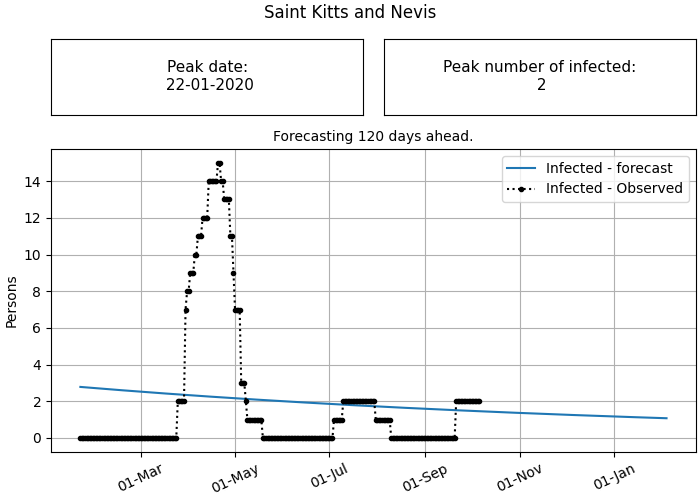 Saint Kitts and Nevis
Peak date:
22-01-2020
Peak number of infected:
2
Forecasting 120 days ahead.
Infected - forecast
Infected - Observed
Persons
14
12
10
8
6
4
2
0
01-Mar
01-May
01-Jul
01-Sep
01-Nov
01-Jan